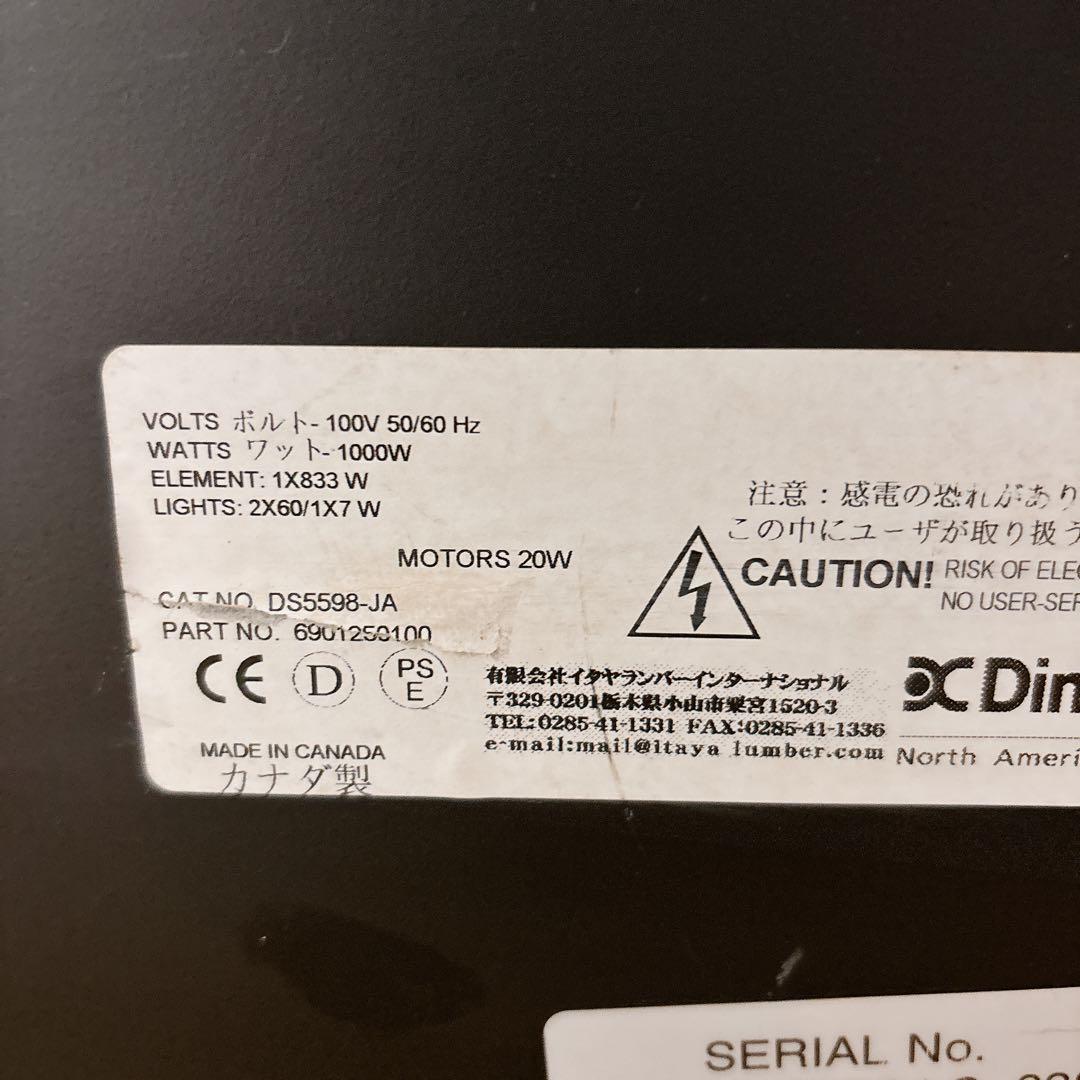 VOLTS ボルト- 100V 50/60 Hz
WATTS ワット- 1000W
ELEMENT: 1X833 W
LIGHTS: 2X60/1X7 W
MOTORS 20W
CAT NO. DS5598-JA
PART NO. 6901250100
CE D PS E
MADE IN CANADA
カナダ製
注意：感電の恐れがあり
この中にユーザが取り扱う
CAUTION! RISK OF ELEC
NO USER-SER
有限会社イタヤランバーインターナショナル
〒329-0201栃木県小山市粟宮1520-3
TEL:0285-41-1331 FAX:0285-41-1336
e-mail:mail@itaya lumber.com
Dim
North Ameri
SERIAL No.